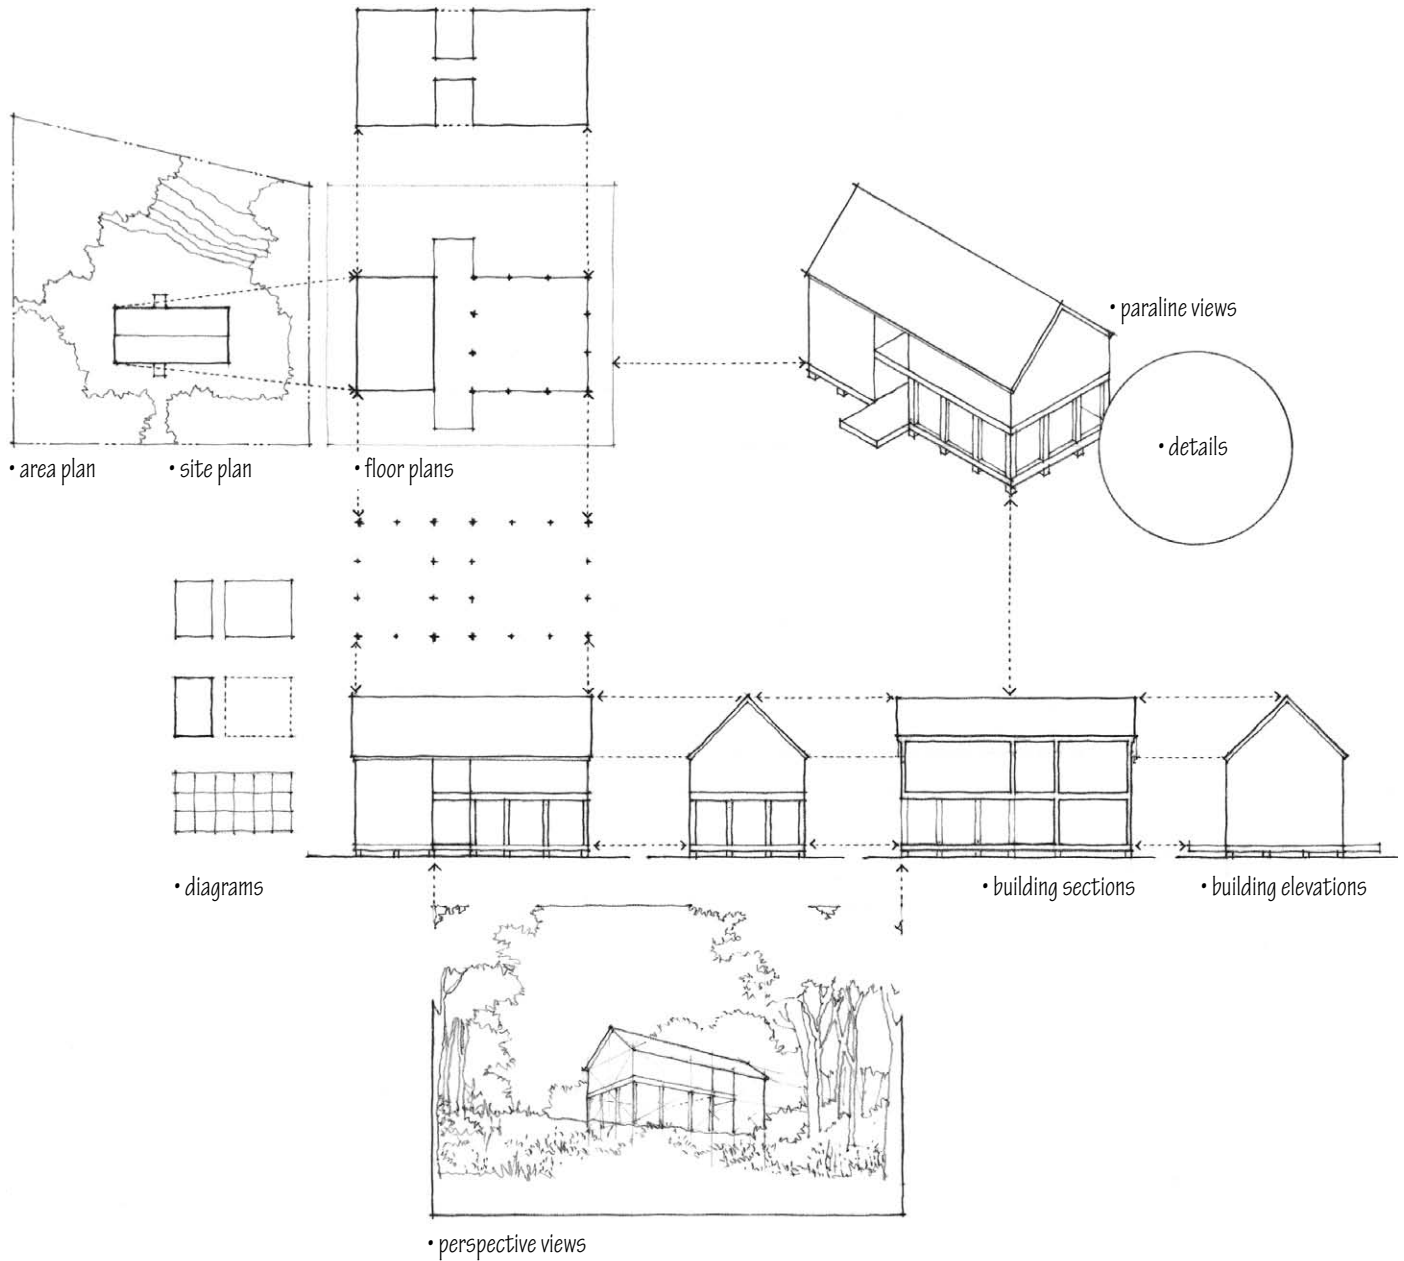 • paraline views
• details
• area plan
• site plan
• floor plans
• diagrams
• building sections
• building elevations
• perspective views